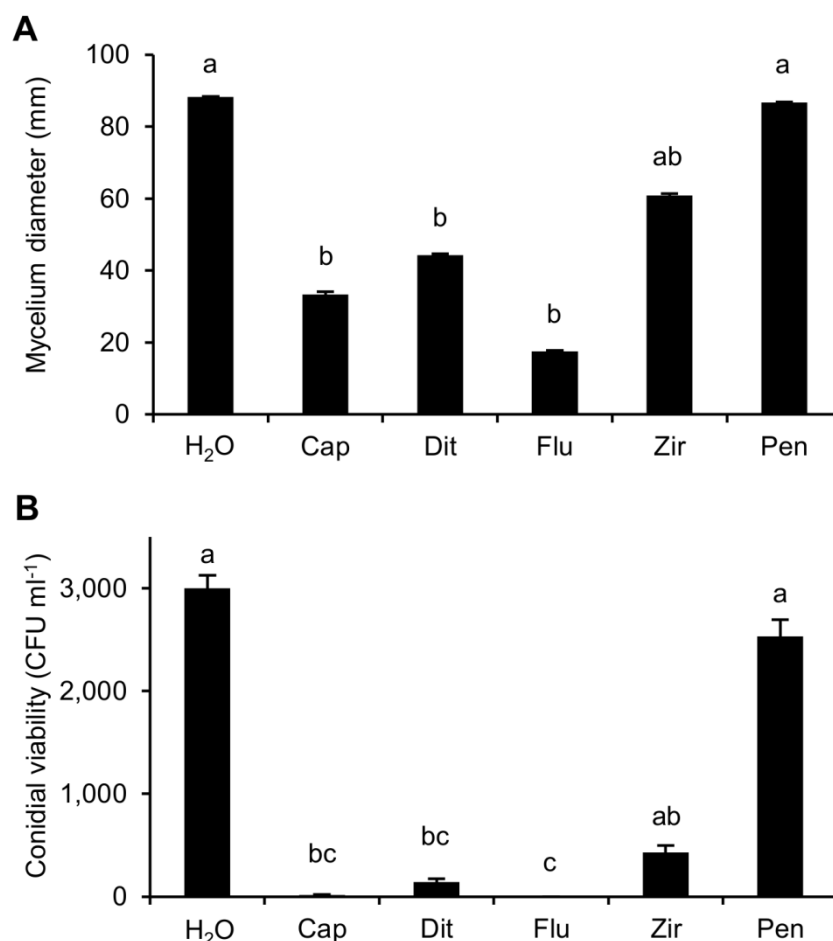 A
Mycelium diameter (mm)
100
80
60
40
20
0
a
b
b
b
ab
a
H₂O Cap Dit Flu Zir Pen
B
Conidial viability (CFU ml⁻¹)
3,000
2,000
1,000
0
a
bc
bc
c
ab
a
H₂O Cap Dit Flu Zir Pen